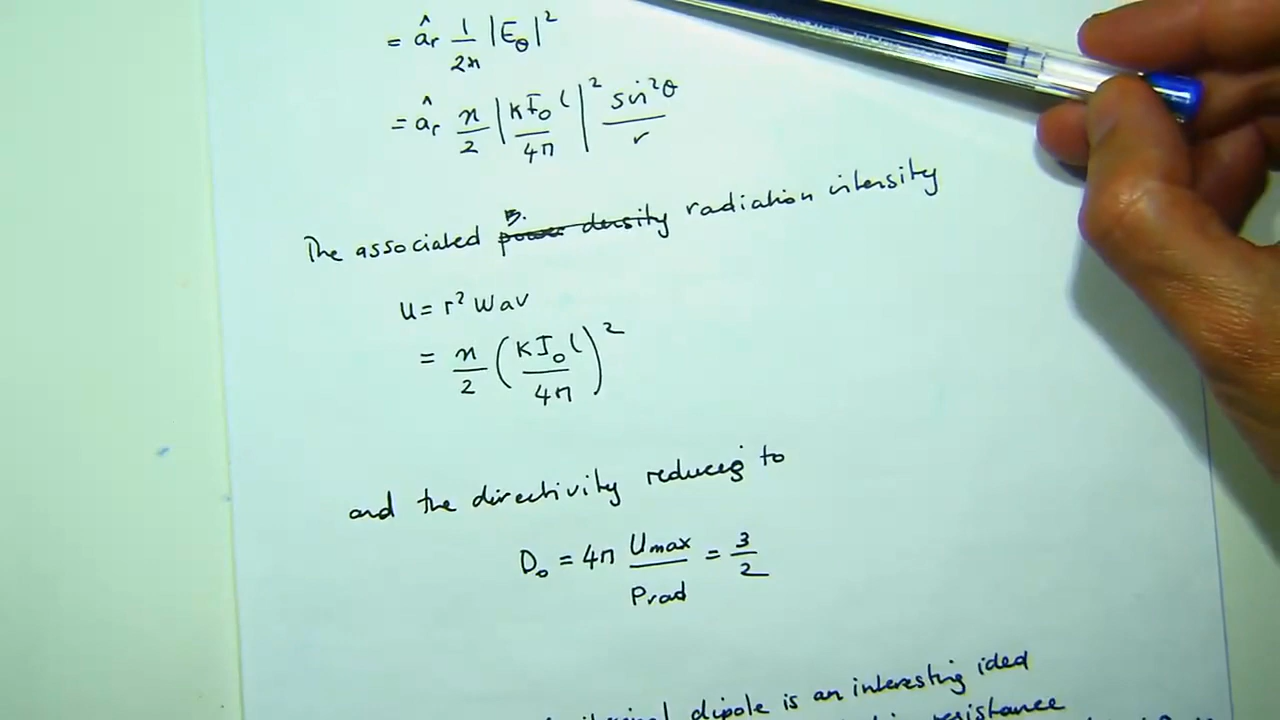 = âr 1/2η |Eθ|²
= âr η/2 |kI₀l/4π|² sin²θ/r
The associated power density radiation intensity
U = r² Wav
= η/2 (kI₀l/4π)²
and the directivity reduces to
D₀ = 4π Umax/Prad = 3/2
dipole is an interesting ided
resistance